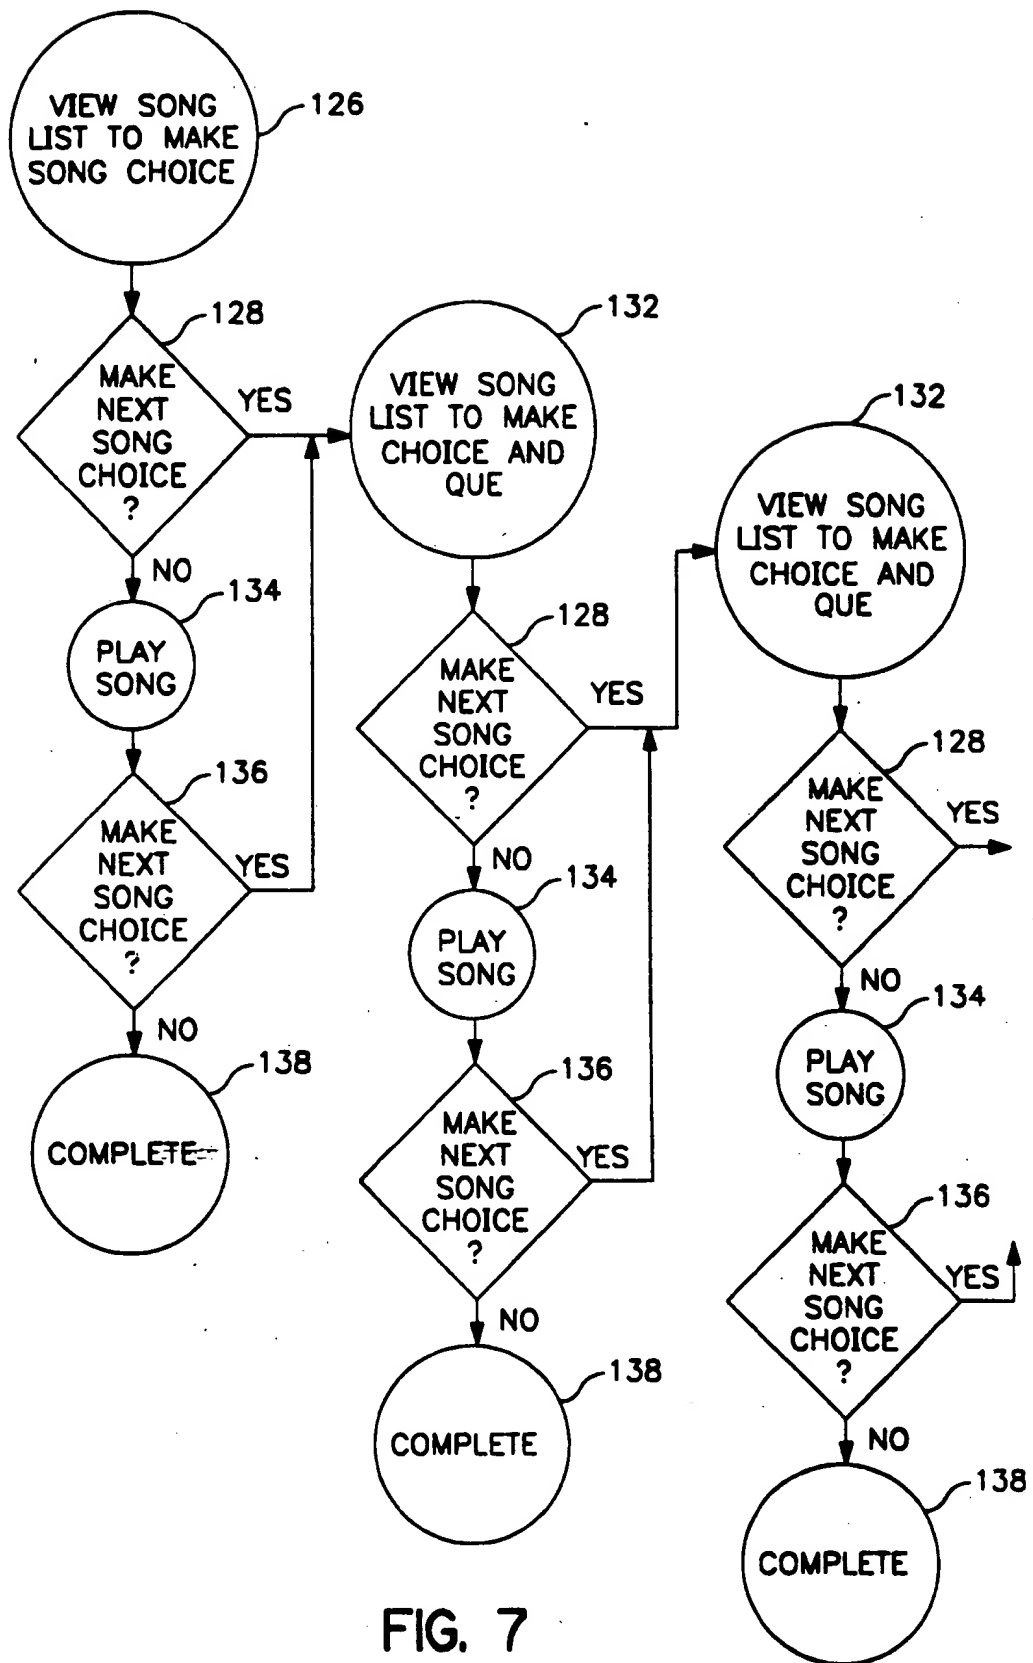 VIEW SONG
LIST TO MAKE
SONG CHOICE
126
128
MAKE
NEXT
SONG
CHOICE
?
YES
NO
134
PLAY
SONG
136
MAKE
NEXT
SONG
CHOICE
?
YES
NO
138
COMPLETE
132
VIEW SONG
LIST TO MAKE
CHOICE AND
QUE
128
MAKE
NEXT
SONG
CHOICE
?
YES
NO
134
PLAY
SONG
136
MAKE
NEXT
SONG
CHOICE
?
YES
NO
138
COMPLETE
132
VIEW SONG
LIST TO MAKE
CHOICE AND
QUE
128
MAKE
NEXT
SONG
CHOICE
?
YES
NO
134
PLAY
SONG
136
MAKE
NEXT
SONG
CHOICE
?
YES
NO
138
COMPLETE
FIG. 7